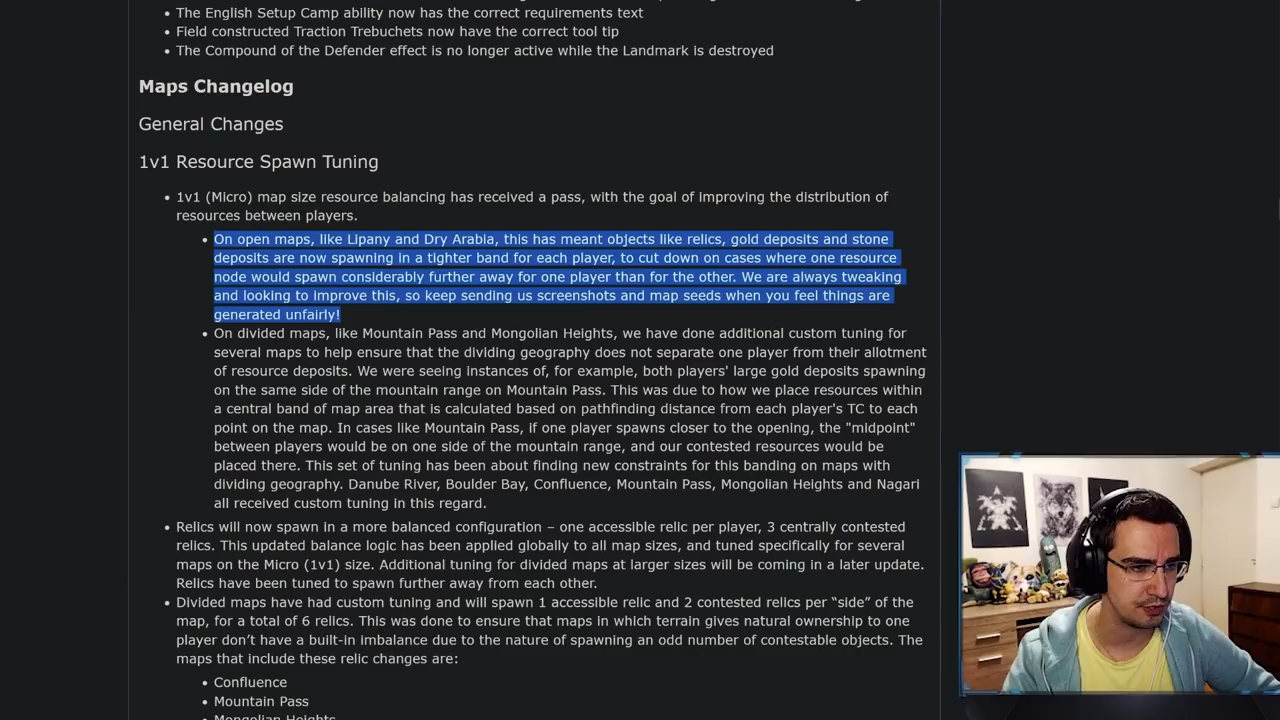 • The English Setup Camp ability now has the correct requirements text
• Field constructed Traction Trebuchets now have the correct tool tip
• The Compound of the Defender effect is no longer active while the Landmark is destroyed
Maps Changelog
General Changes
1v1 Resource Spawn Tuning
• 1v1 (Micro) map size resource balancing has received a pass, with the goal of improving the distribution of
resources between players.
• On open maps, like Lipany and Dry Arabia, this has meant objects like relics, gold deposits and stone
deposits are now spawning in a tighter band for each player, to cut down on cases where one resource
node would spawn considerably further away for one player than for the other. We are always tweaking
and looking to improve this, so keep sending us screenshots and map seeds when you feel things are
generated unfairly!
• On divided maps, like Mountain Pass and Mongolian Heights, we have done additional custom tuning for
several maps to help ensure that the dividing geography does not separate one player from their allotment
of resource deposits. We were seeing instances of, for example, both players' large gold deposits spawning
on the same side of the mountain range on Mountain Pass. This was due to how we place resources within
a central band of map area that is calculated based on pathfinding distance from each player's TC to each
point on the map. In cases like Mountain Pass, if one player spawns closer to the opening, the "midpoint"
between players would be on one side of the mountain range, and our contested resources would be
placed there. This set of tuning has been about finding new constraints for this banding on maps with
dividing geography. Danube River, Boulder Bay, Confluence, Mountain Pass, Mongolian Heights and Nagari
all received custom tuning in this regard.
• Relics will now spawn in a more balanced configuration – one accessible relic per player, 3 centrally contested
relics. This updated balance logic has been applied globally to all map sizes, and tuned specifically for several
maps on the Micro (1v1) size. Additional tuning for divided maps at larger sizes will be coming in a later update.
Relics have been tuned to spawn further away from each other.
• Divided maps have had custom tuning and will spawn 1 accessible relic and 2 contested relics per “side” of the
map, for a total of 6 relics. This was done to ensure that maps in which terrain gives natural ownership to one
player don’t have a built-in imbalance due to the nature of spawning an odd number of contestable objects. The
maps that include these relic changes are:
• Confluence
• Mountain Pass
Mongolian Heights